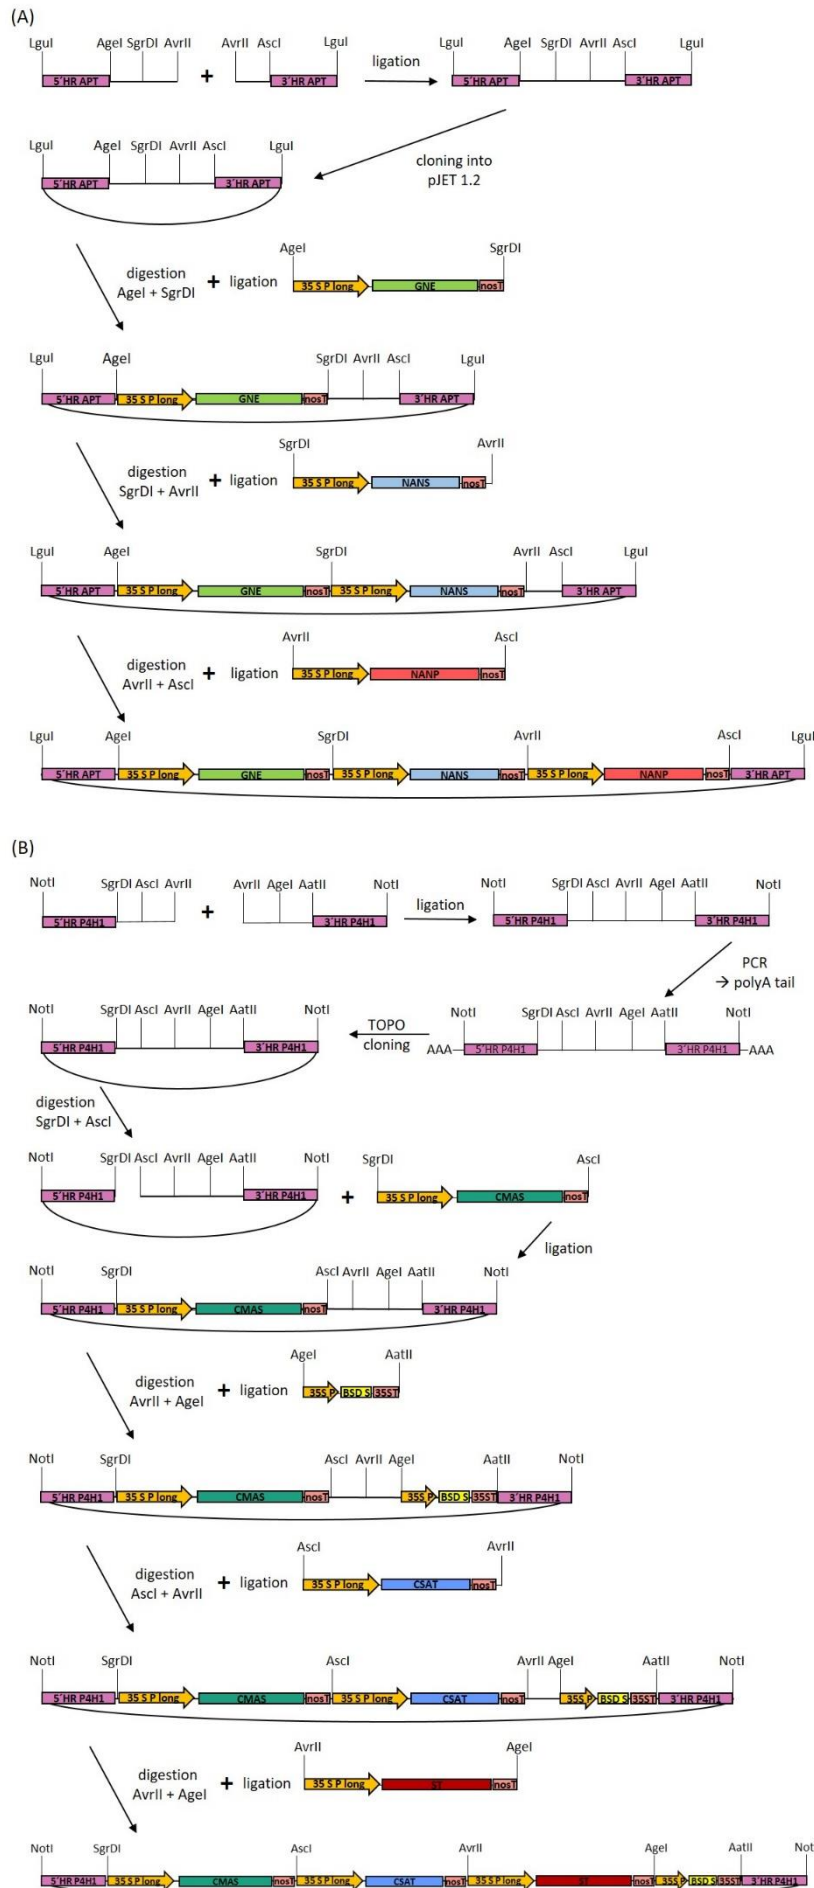 (A)
LguI AgeI SgrDI AvrII AvrII AscI LguI LguI AgeI SgrDI AvrII AscI LguI
5´HR APT + 3´HR APT ligation 5´HR APT 3´HR APT
LguI AgeI SgrDI AvrII AscI LguI
cloning into
pJET 1.2
5´HR APT 3´HR APT
AgeI SgrDI
digestion
AgeI + SgrDI
+ ligation 35 S P long GNE nosT
LguI AgeI SgrDI AvrII AscI LguI
5´HR APT 35 S P long GNE nosT 3´HR APT
SgrDI AvrII
digestion
SgrDI + AvrII
+ ligation 35 S P long NANS nosT
LguI AgeI SgrDI AvrII AscI LguI
5´HR APT 35 S P long GNE nosT 35 S P long NANS nosT 3´HR APT
AvrII AscI
digestion
AvrII + AscI
+ ligation 35 S P long NANP nosT
LguI AgeI SgrDI AvrII AscI LguI
5´HR APT 35 S P long GNE nosT 35 S P long NANS nosT 35 S P long NANP nosT 3´HR APT
(B)
NotI SgrDI AscI AvrII AvrII AgeI AatII NotI NotI SgrDI AscI AvrII AgeI AatII NotI
5´HR P4H1 + 3´HR P4H1 ligation 5´HR P4H1 3´HR P4H1
PCR
→ polyA tail
NotI SgrDI AscI AvrII AgeI AatII NotI
TOPO
cloning
NotI SgrDI AscI AvrII AgeI AatII NotI
5´HR P4H1 3´HR P4H1
AAA 5´HR P4H1 3´HR P4H1 AAA
digestion
SgrDI + AscI
NotI SgrDI AscI AvrII AgeI AatII NotI SgrDI AscI
5´HR P4H1 3´HR P4H1 + 35 S P long CMAS nosT
ligation
NotI SgrDI AscI AvrII AgeI AatII NotI
5´HR P4H1 35 S P long CMAS nosT 3´HR P4H1
AgeI AatII
digestion
AvrII + AgeI
+ ligation 35S P BSD S 35ST
NotI SgrDI AscI AvrII AgeI AatII NotI
5´HR P4H1 35 S P long CMAS nosT 35S P BSD S 35ST 3´HR P4H1
AscI AvrII
digestion
AscI + AvrII
+ ligation 35 S P long CSAT nosT
NotI SgrDI AscI AvrII AgeI AatII NotI
5´HR P4H1 35 S P long CMAS nosT 35 S P long CSAT nosT 35S P BSD S 35ST 3´HR P4H1
AvrII AgeI
digestion
AvrII + AgeI
+ ligation 35 S P long ST nosT
NotI SgrDI AscI AvrII AgeI AatII Not
5´HR P4H1 35 S P long CMAS nosT 35 S P long CSAT nosT 35 S P long ST nosT 35S P BSD S 35ST 3´HR P4H1